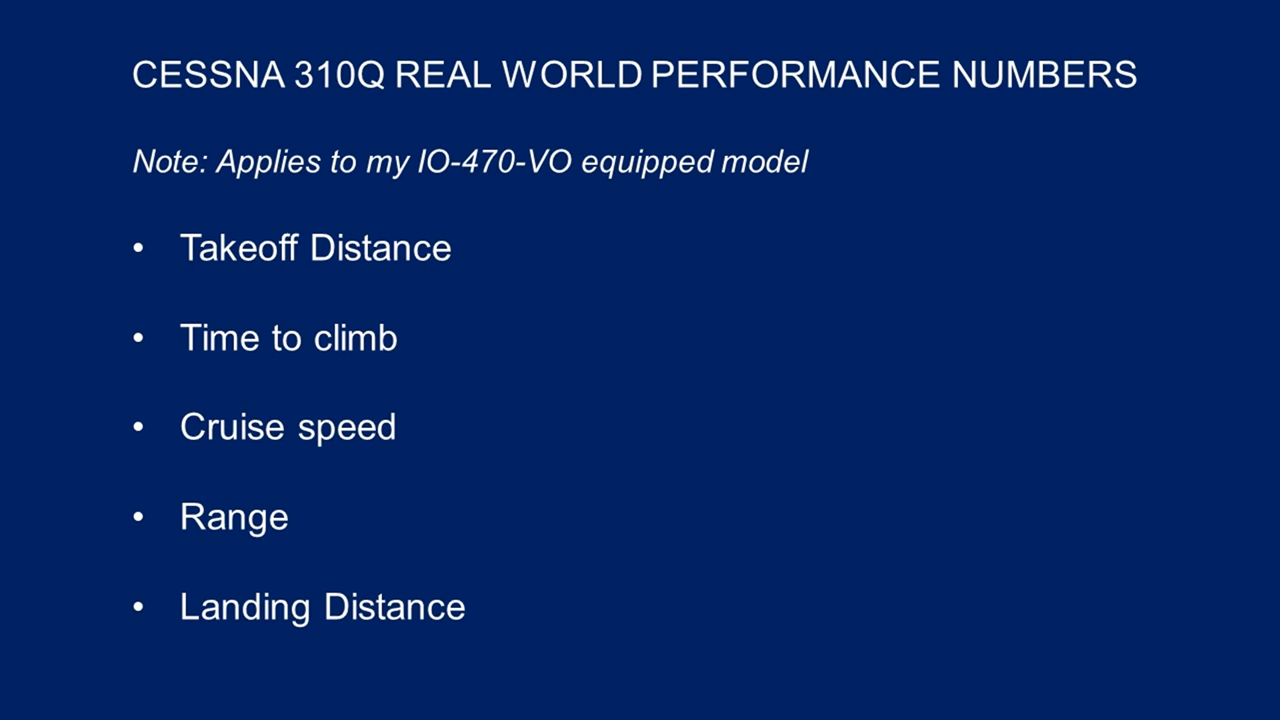 CESSNA 310Q REAL WORLD PERFORMANCE NUMBERS
Note: Applies to my IO-470-VO equipped model
• Takeoff Distance
• Time to climb
• Cruise speed
• Range
• Landing Distance